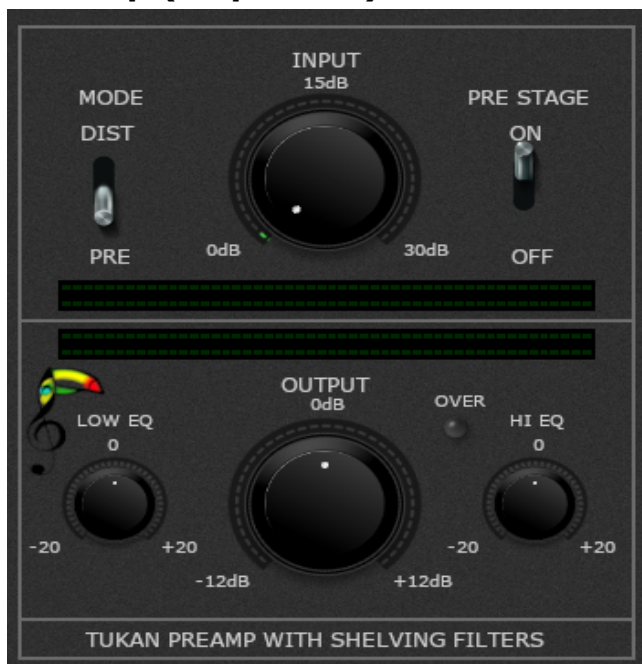 INPUT
15dB
MODE
PRE STAGE
DIST
ON
0dB
30dB
PRE
OFF
OUTPUT
0dB
OVER
LOW EQ
HI EQ
0
0
-20
+20
-20
+20
-12dB
+12dB
TUKAN PREAMP WITH SHELVING FILTERS